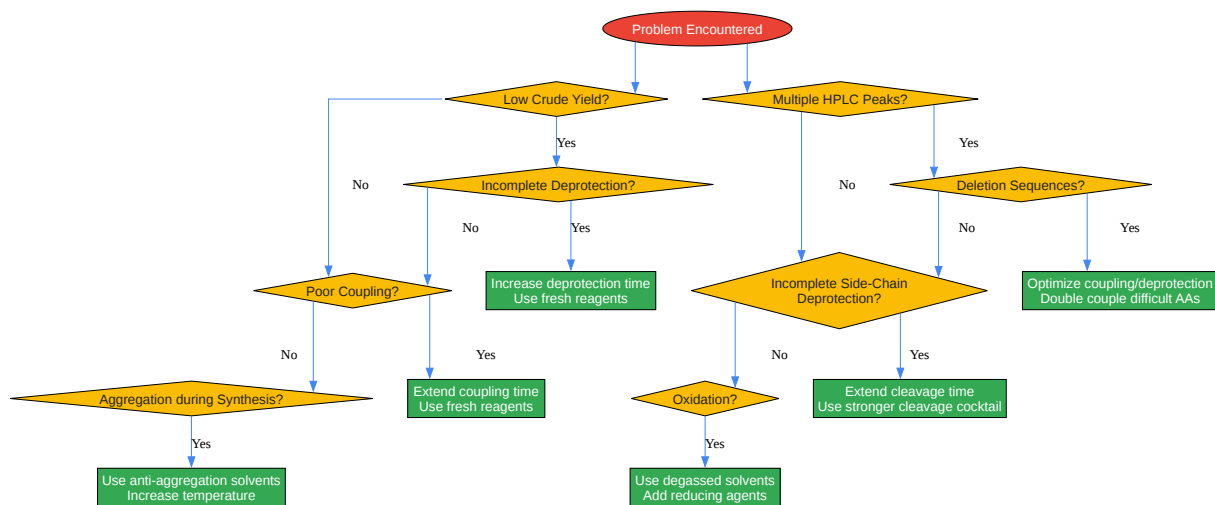 Problem Encountered
Low Crude Yield?
Multiple HPLC Peaks?
Yes
Yes
No
Incomplete Deprotection?
No
Deletion Sequences?
No
Yes
No
Yes
Increase deprotection time
Use fresh reagents
Poor Coupling?
Incomplete Side-Chain
Deprotection?
Optimize coupling/deprotection
Double couple difficult AAs
No
Yes
No
Yes
Aggregation during Synthesis?
Extend coupling time
Use fresh reagents
Oxidation?
Extend cleavage time
Use stronger cleavage cocktail
Yes
Yes
Use anti-aggregation solvents
Increase temperature
Use degassed solvents
Add reducing agents